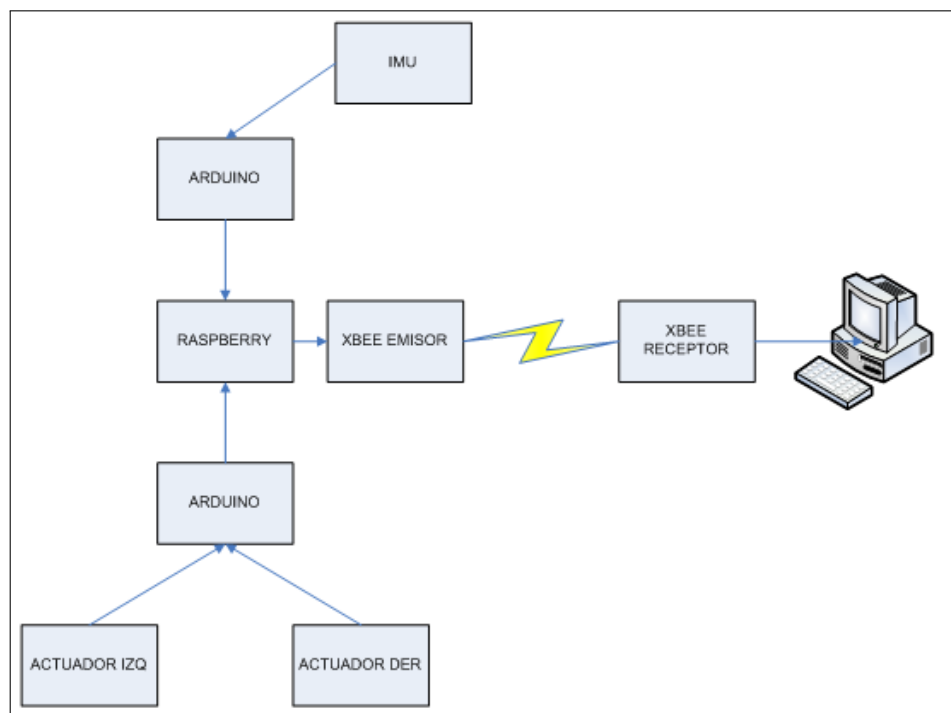 IMU
ARDUINO
RASPBERRY
XBEE EMISOR
XBEE
RECEPTOR
ARDUINO
ACTUADOR IZQ
ACTUADOR DER